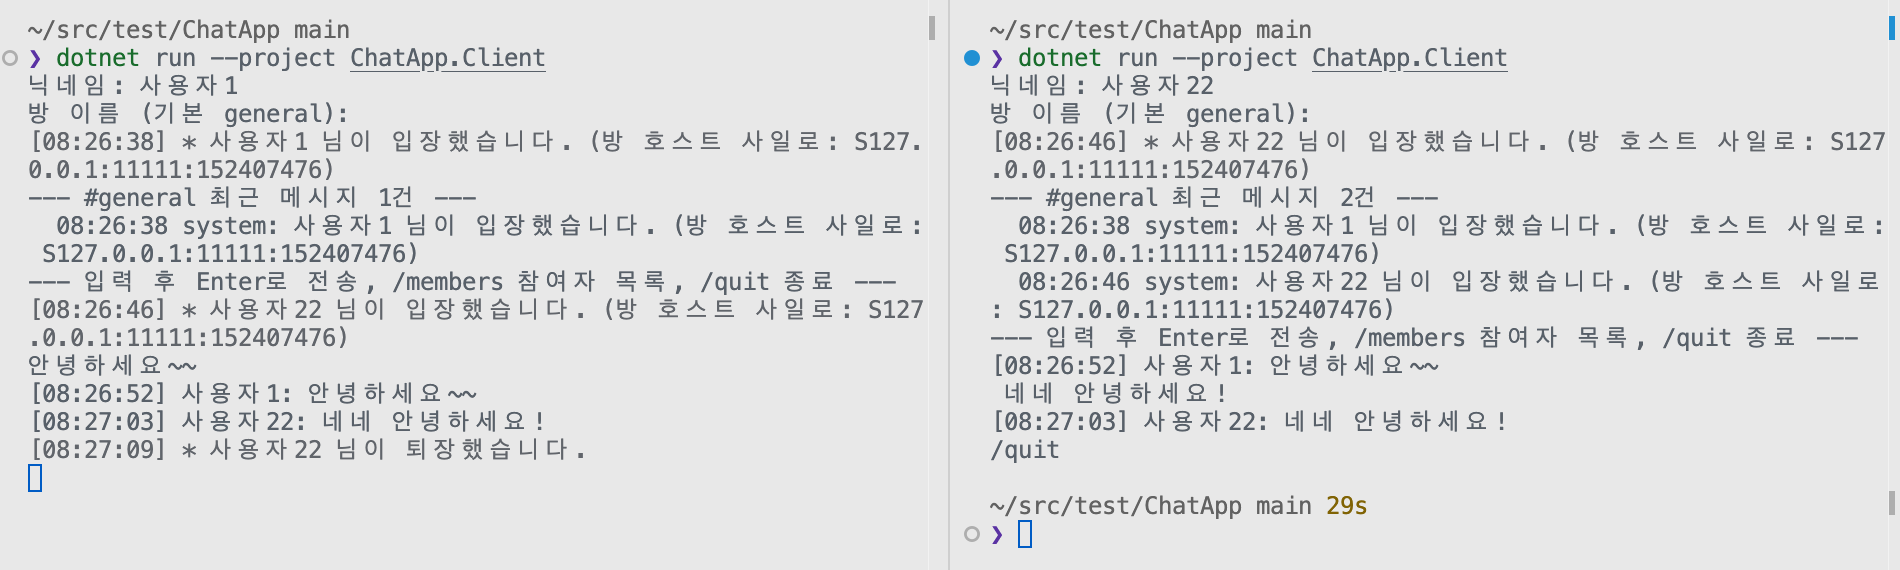 ~/src/test/ChatApp main
❯ dotnet run --project ChatApp.Client
닉네임: 사용자1
방 이름 (기본 general):
[08:26:38] * 사용자1 님이 입장했습니다. (방 호스트 사일로: S127.
0.0.1:11111:152407476)
--- #general 최근 메시지 1건 ---
08:26:38 system: 사용자1 님이 입장했습니다. (방 호스트 사일로:
S127.0.0.1:11111:152407476)
--- 입력 후 Enter로 전송, /members 참여자 목록, /quit 종료 ---
[08:26:46] * 사용자22 님이 입장했습니다. (방 호스트 사일로: S127
.0.0.1:11111:152407476)
안녕하세요~~
[08:26:52] 사용자1: 안녕하세요~~
[08:27:03] 사용자22: 네네 안녕하세요!
[08:27:09] * 사용자22 님이 퇴장했습니다.
~/src/test/ChatApp main
❯ dotnet run --project ChatApp.Client
닉네임: 사용자22
방 이름 (기본 general):
[08:26:46] * 사용자22 님이 입장했습니다. (방 호스트 사일로: S127
.0.0.1:11111:152407476)
--- #general 최근 메시지 2건 ---
08:26:38 system: 사용자1 님이 입장했습니다. (방 호스트 사일로:
S127.0.0.1:11111:152407476)
08:26:46 system: 사용자22 님이 입장했습니다. (방 호스트 사일로
: S127.0.0.1:11111:152407476)
--- 입력 후 Enter로 전송, /members 참여자 목록, /quit 종료 ---
[08:26:52] 사용자1: 안녕하세요~~
네네 안녕하세요!
[08:27:03] 사용자22: 네네 안녕하세요!
/quit
~/src/test/ChatApp main 29s
❯